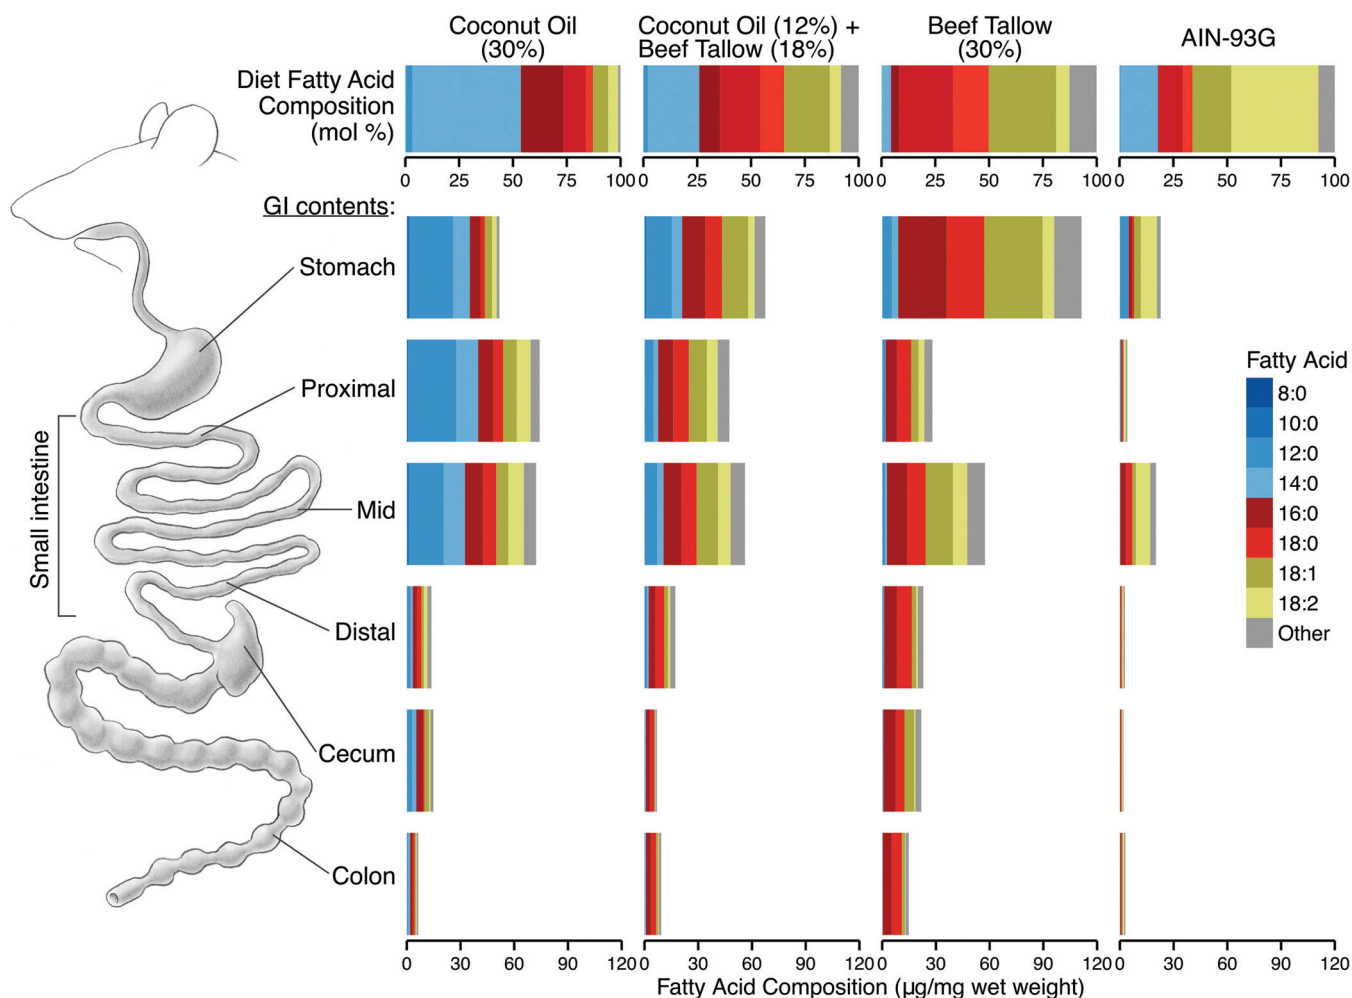 Coconut Oil
(30%)
Coconut Oil (12%) +
Beef Tallow (18%)
Beef Tallow
(30%)
AIN-93G
Diet Fatty Acid
Composition
(mol %)
0 25 50 75 100
0 25 50 75 100
0 25 50 75 100
0 25 50 75 100
GI contents:
Stomach
Proximal
Small intestine
Mid
Distal
Cecum
Colon
Fatty Acid
8:0
10:0
12:0
14:0
16:0
18:0
18:1
18:2
Other
0 30 60 90 120
0 30 60 90 120
0 30 60 90 120
0 30 60 90 120
Fatty Acid Composition (µg/mg wet weight)